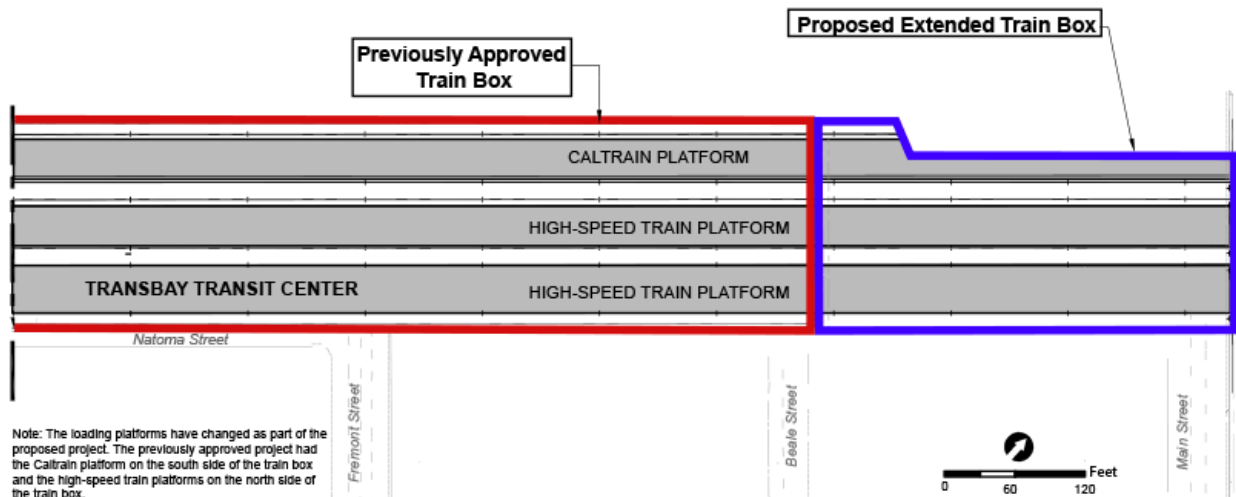 Proposed Extended Train Box
Previously Approved
Train Box
CALTRAIN PLATFORM
HIGH-SPEED TRAIN PLATFORM
TRANSBAY TRANSIT CENTER
HIGH-SPEED TRAIN PLATFORM
Natoma Street
Fremont Street
Beale Street
Main Street
Note: The loading platforms have changed as part of the
proposed project. The previously approved project had
the Caltrain platform on the south side of the train box
and the high-speed train platforms on the north side of
the train box.
Feet
0 60 120